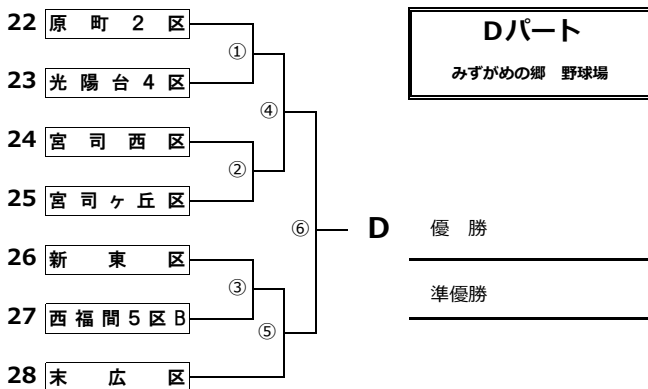 22 原町2区
①
23 光陽台4区
④
24 宮司西区
②
25 宮司ヶ丘区
⑥
D
26 新東区
③
27 西福間5区B
⑤
28 末広区
Dパート
みずがめの郷 野球場
優 勝
準優勝